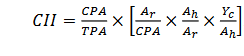 CII = CPA/TPA × [A_r/CPA × A_h/A_r × Y_c/A_h]